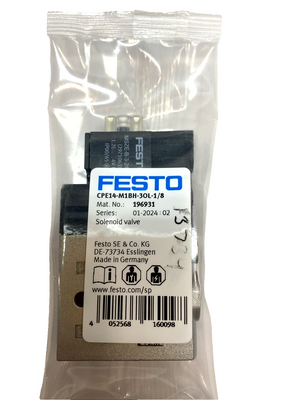 FESTO
FESTO
CPE14-M1BH-3OL-1/8
Mat. No.: 196931
Series: 01-2024 : 02
Solenoid valve
Festo SE & Co. KG
DE-73734 Esslingen
Made in Germany
www.festo.com/sp
4 052568 160098